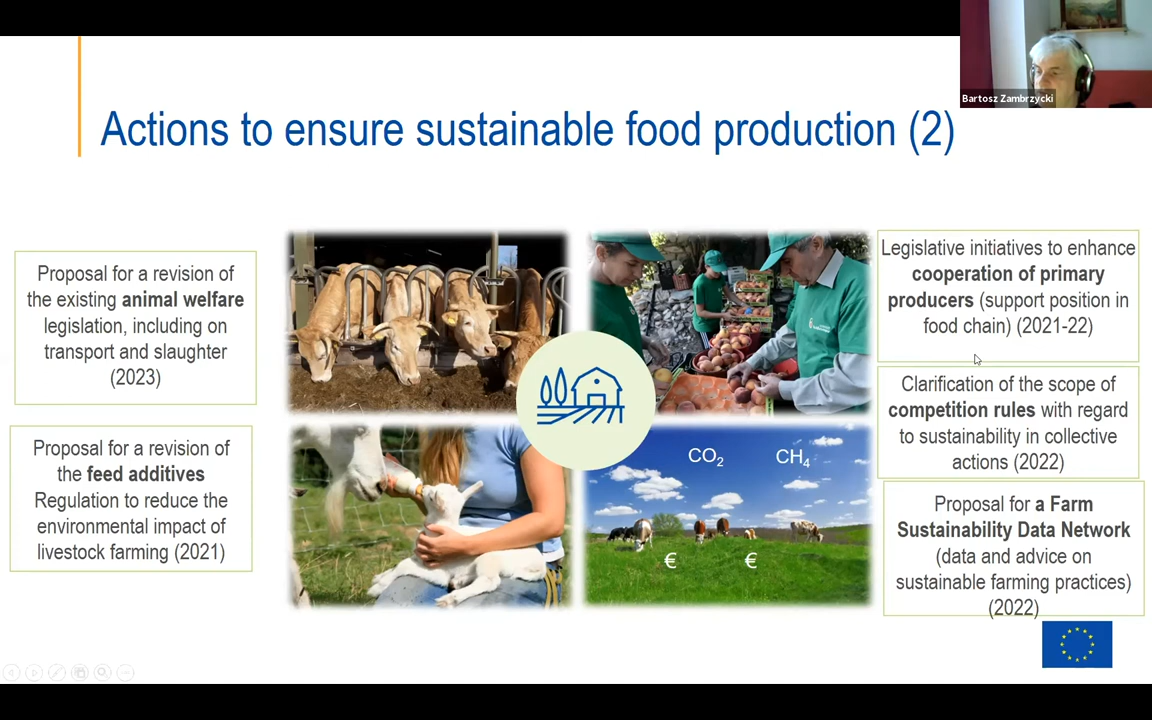 Bartosz Zambrzycki
Actions to ensure sustainable food production (2)
Proposal for a revision of
the existing animal welfare
legislation, including on
transport and slaughter
(2023)
Proposal for a revision of
the feed additives
Regulation to reduce the
environmental impact of
livestock farming (2021)
CO₂
CH₄
€
€
Legislative initiatives to enhance
cooperation of primary
producers (support position in
food chain) (2021-22)
Clarification of the scope of
competition rules with regard
to sustainability in collective
actions (2022)
Proposal for a Farm
Sustainability Data Network
(data and advice on
sustainable farming practices)
(2022)